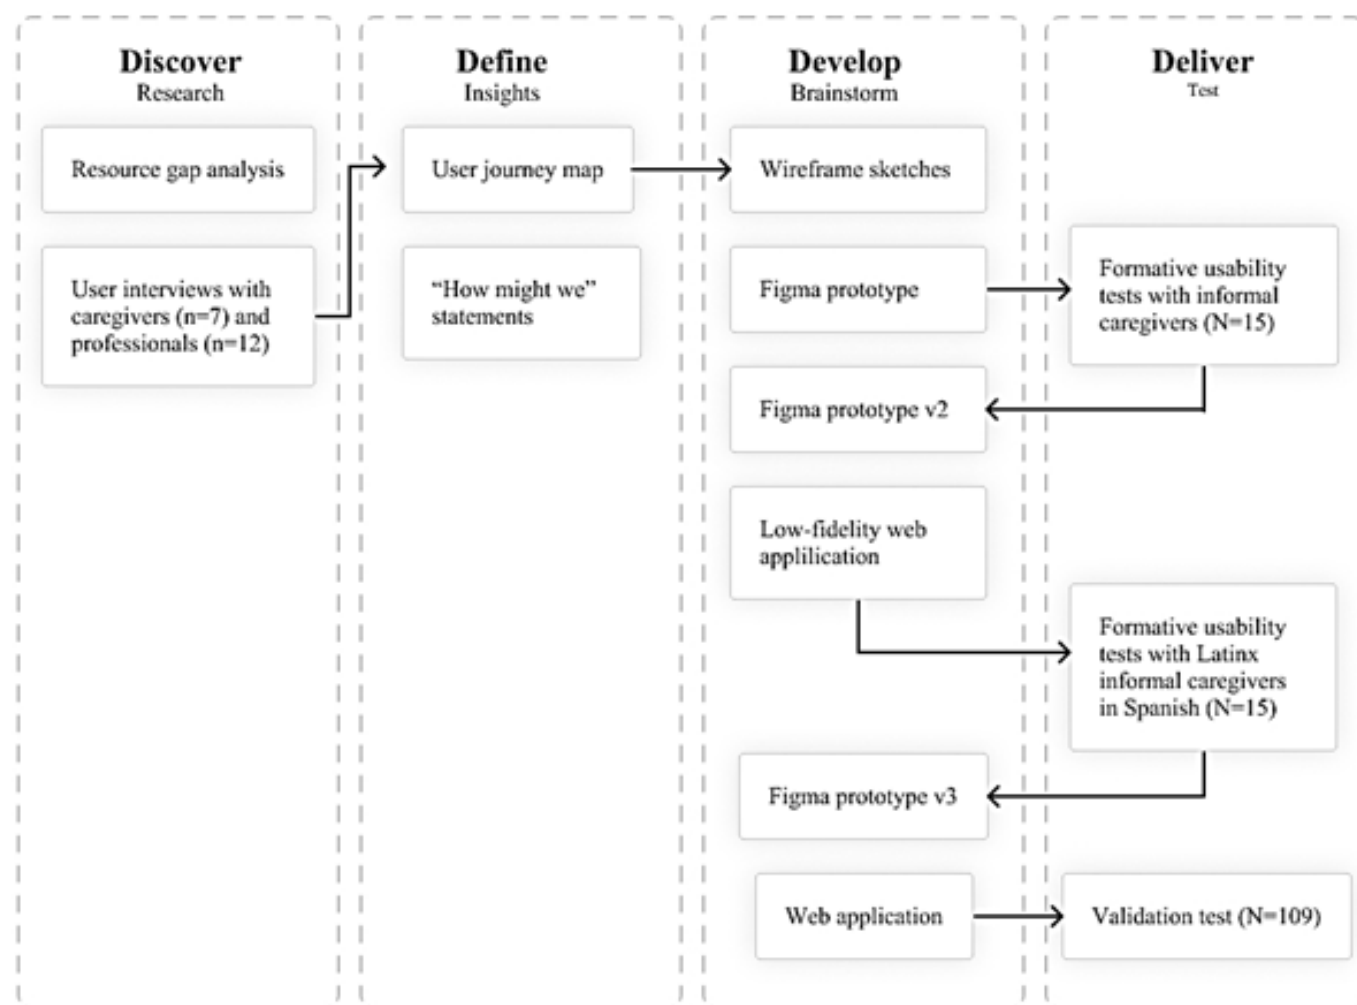 Discover
Research
Resource gap analysis
User interviews with
caregivers (n=7) and
professionals (n=12)
Define
Insights
User journey map
“How might we”
statements
Develop
Brainstorm
Wireframe sketches
Figma prototype
Figma prototype v2
Low-fidelity web
applilication
Figma prototype v3
Web application
Deliver
Test
Formative usability
tests with informal
caregivers (N=15)
Formative usability
tests with Latinx
informal caregivers
in Spanish (N=15)
Validation test (N=109)